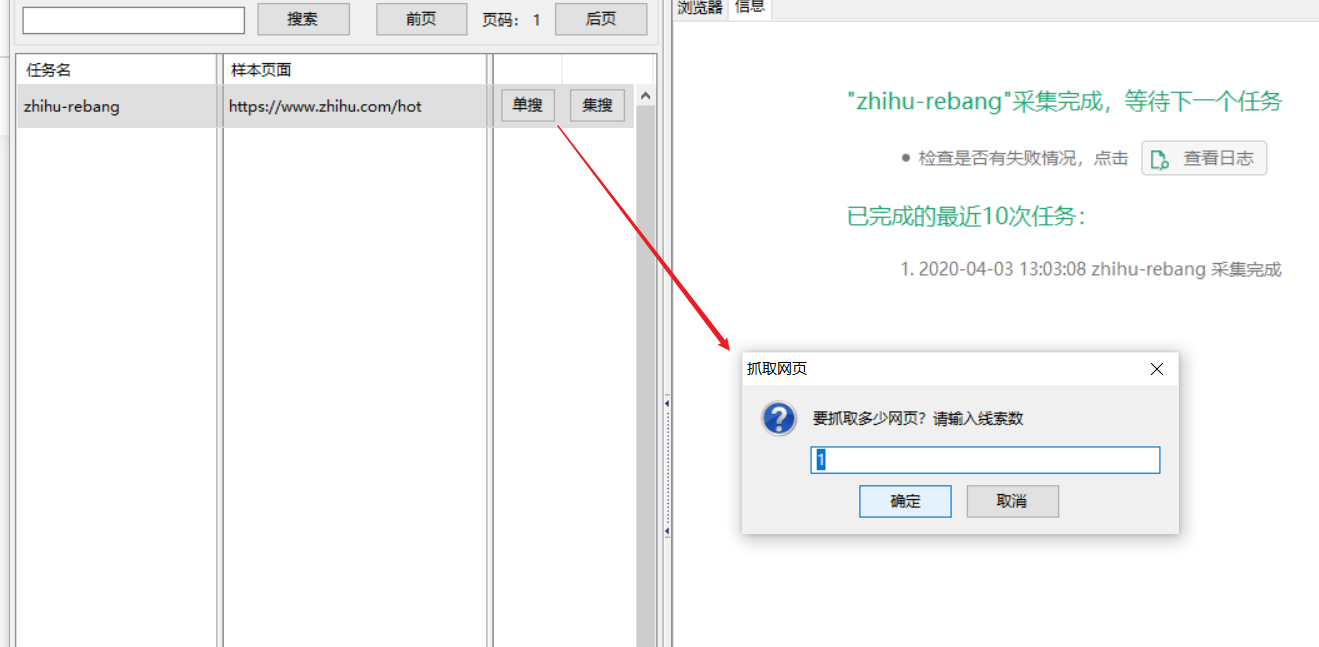 搜索 前页 页码: 1 后页
任务名 样本页面
zhihu-rebang https://www.zhihu.com/hot 单搜 集搜
浏览器 信息
"zhihu-rebang"采集完成，等待下一个任务
• 检查是否有失败情况，点击 查看日志
已完成的最近10次任务：
1. 2020-04-03 13:03:08 zhihu-rebang 采集完成
抓取网页
要抓取多少网页？请输入线索数
1
确定 取消